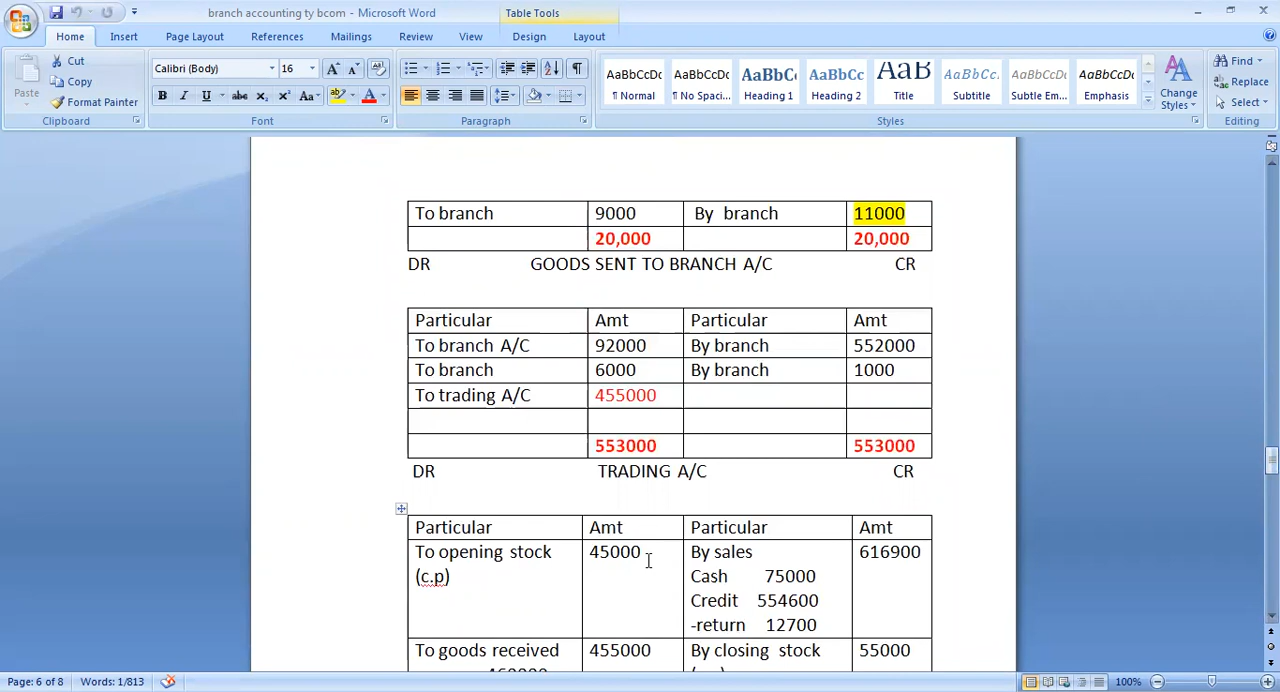 branch accounting ty bcom - Microsoft Word
Table Tools
Home Insert Page Layout References Mailings Review View Design Layout
Paste
Cut
Copy
Format Painter
Clipboard
Calibri (Body) 16
Font
Paragraph
AaBbCcDc
¶ Normal
AaBbCcDc
¶ No Spaci...
AaBbCc
Heading 1
AaBbCc
Heading 2
AaB
Title
AaBbCc.
Subtitle
AaBbCcDc
Subtle Em...
AaBbCcDc
Emphasis
Change
Styles
Styles
Find
Replace
Select
Editing
To branch 9000 By branch 11000
20,000 20,000
DR GOODS SENT TO BRANCH A/C CR
Particular Amt Particular Amt
To branch A/C 92000 By branch 552000
To branch 6000 By branch 1000
To trading A/C 455000
553000 553000
DR TRADING A/C CR
Particular Amt Particular Amt
To opening stock 45000 By sales 616900
(c.p) Cash 75000
Credit 554600
-return 12700
To goods received 455000 By closing stock 55000
Page: 6 of 8 Words: 1/813 100%